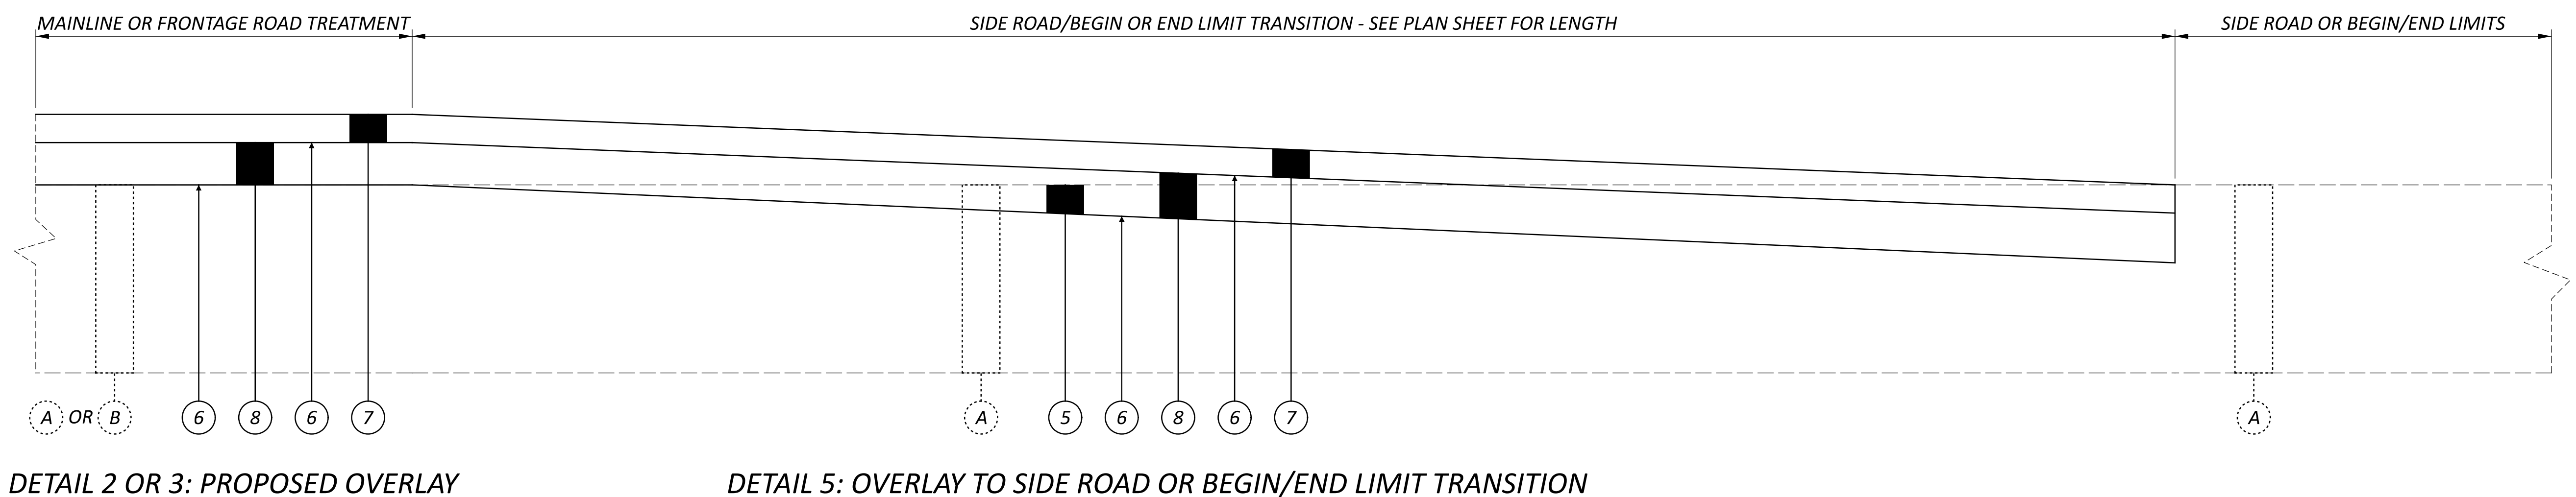 MAINLINE OR FRONTAGE ROAD TREATMENT
SIDE ROAD/BEGIN OR END LIMIT TRANSITION - SEE PLAN SHEET FOR LENGTH
SIDE ROAD OR BEGIN/END LIMITS
A OR B 6 8 6 7
A 5 6 8 6 7
A
DETAIL 2 OR 3: PROPOSED OVERLAY
DETAIL 5: OVERLAY TO SIDE ROAD OR BEGIN/END LIMIT TRANSITION